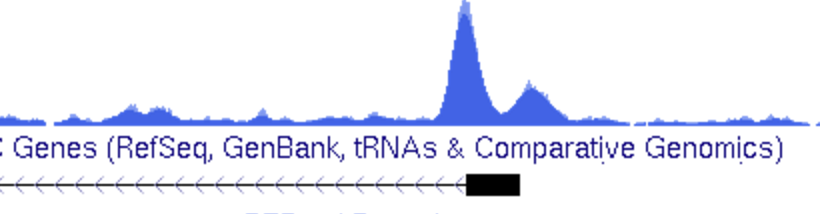 Genes (RefSeq, GenBank, tRNAs & Comparative Genomics)